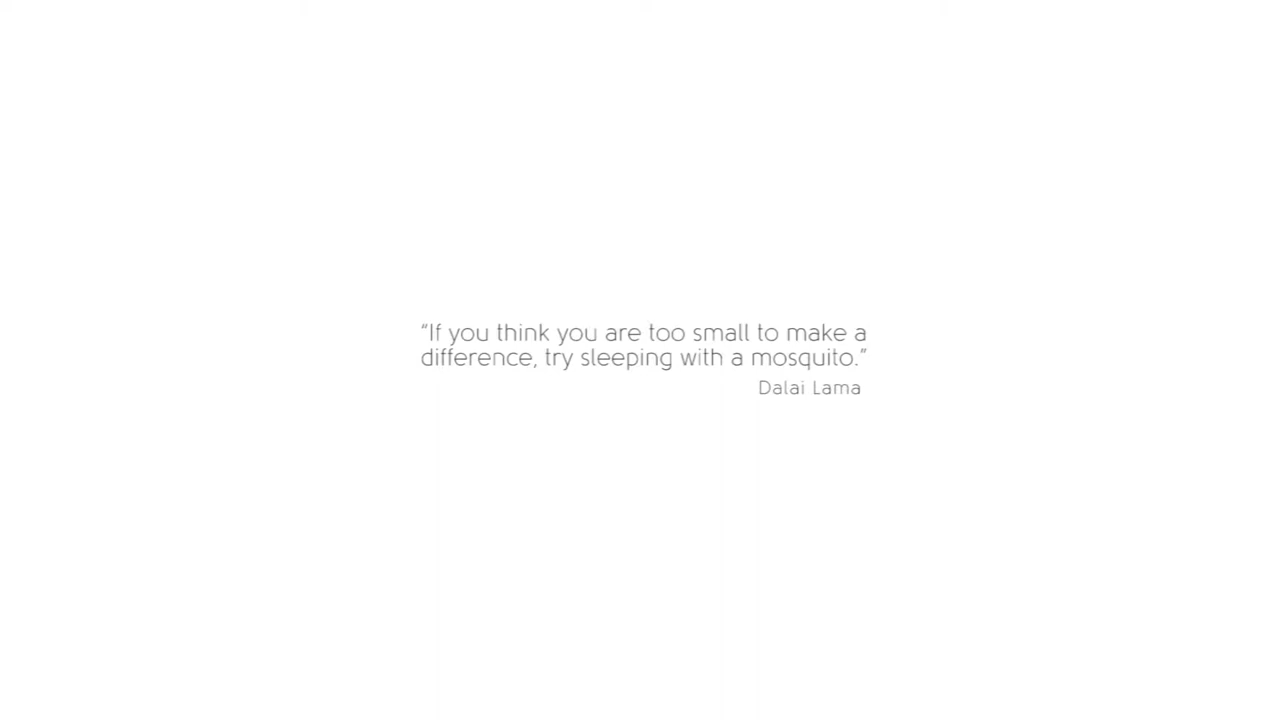 “If you think you are too small to make a
difference, try sleeping with a mosquito.”
Dalai Lama